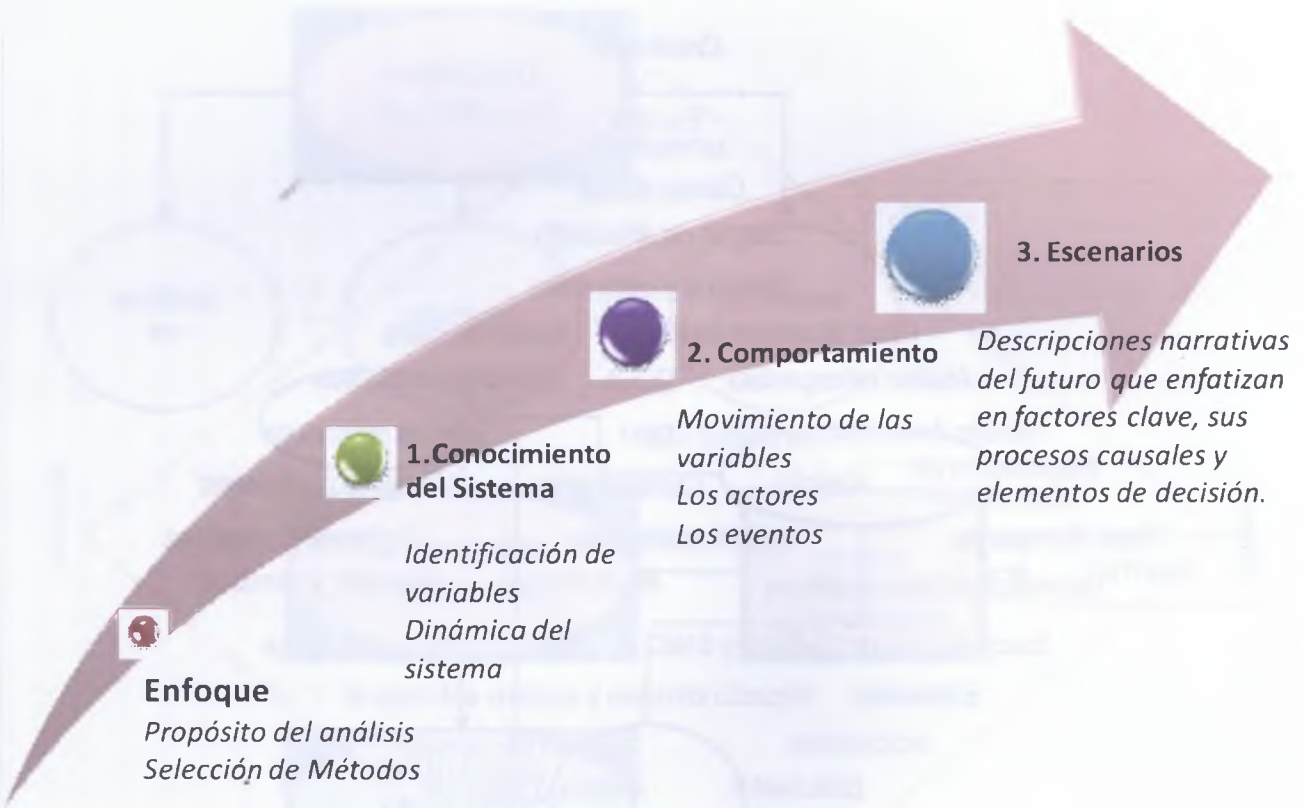 Enfoque
Propósito del análisis
Selección de Métodos
1.Conocimiento
del Sistema
Identificación de
variables
Dinámica del
sistema
2. Comportamiento
Movimiento de las
variables
Los actores
Los eventos
3. Escenarios
Descripciones narrativas
del futuro que enfatizan
en factores clave, sus
procesos causales y
elementos de decisión.